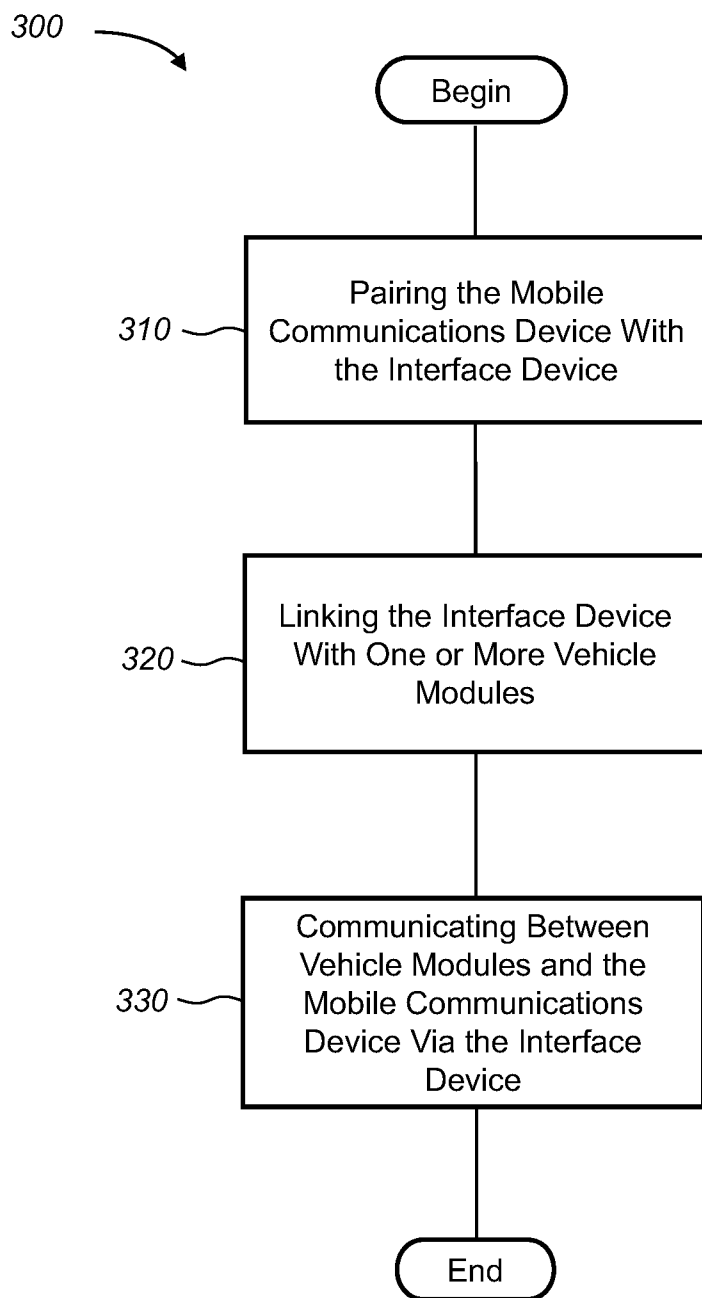 300
Begin
310
Pairing the Mobile
Communications Device With
the Interface Device
320
Linking the Interface Device
With One or More Vehicle
Modules
330
Communicating Between
Vehicle Modules and the
Mobile Communications
Device Via the Interface
Device
End